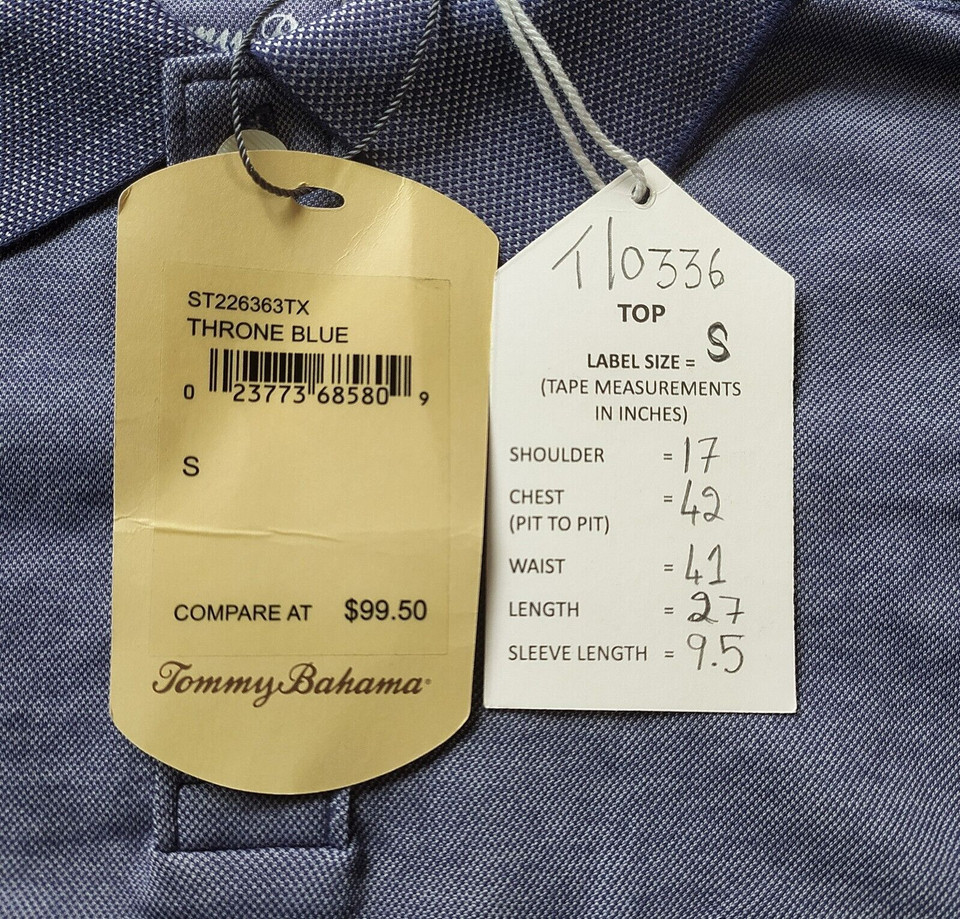 ST226363TX
THRONE BLUE
0 23773 68580 9
S
COMPARE AT $99.50
Tommy Bahama
T10336
TOP
LABEL SIZE = S
(TAPE MEASUREMENTS
IN INCHES)
SHOULDER = 17
CHEST = 42
(PIT TO PIT)
WAIST = 41
LENGTH = 27
SLEEVE LENGTH = 9.5